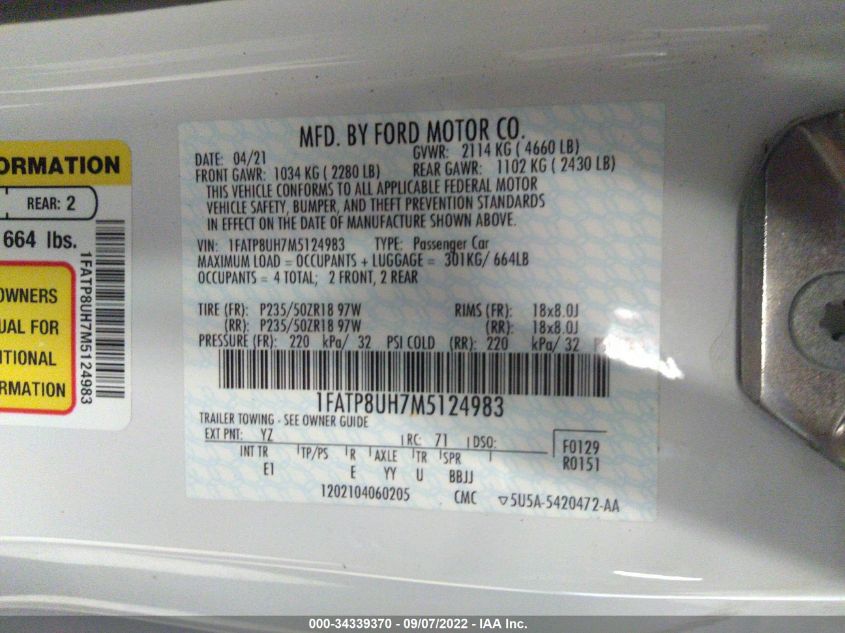 ORMATION
REAR: 2
664 lbs.
OWNERS
UAL FOR
ITIONAL
RMATION
1FATP8UH7M5124983
MFD. BY FORD MOTOR CO.
DATE: 04/21 GVWR: 2114 KG ( 4660 LB)
FRONT GAWR: 1034 KG ( 2280 LB) REAR GAWR: 1102 KG ( 2430 LB)
THIS VEHICLE CONFORMS TO ALL APPLICABLE FEDERAL MOTOR
VEHICLE SAFETY, BUMPER, AND THEFT PREVENTION STANDARDS
IN EFFECT ON THE DATE OF MANUFACTURE SHOWN ABOVE.
VIN: 1FATP8UH7M5124983 TYPE: Passenger Car
MAXIMUM LOAD = OCCUPANTS + LUGGAGE = 301KG/ 664LB
OCCUPANTS = 4 TOTAL; 2 FRONT, 2 REAR
TIRE (FR): P235/50ZR18 97W RIMS (FR): 18x8.0J
(RR): P235/50ZR18 97W (RR): 18x8.0J
PRESSURE (FR): 220 kPa/ 32 PSI COLD (RR): 220 kPa/ 32
1FATP8UH7M5124983
TRAILER TOWING - SEE OWNER GUIDE
EXT PNT: YZ RC: 71 DSO: F0129
INT TR TP/PS R AXLE TR SPR R0151
E1 E YY U BBJJ
1202104060205 CMC ▽5U5A-5420472-AA
000-34339370 - 09/07/2022 - IAA Inc.